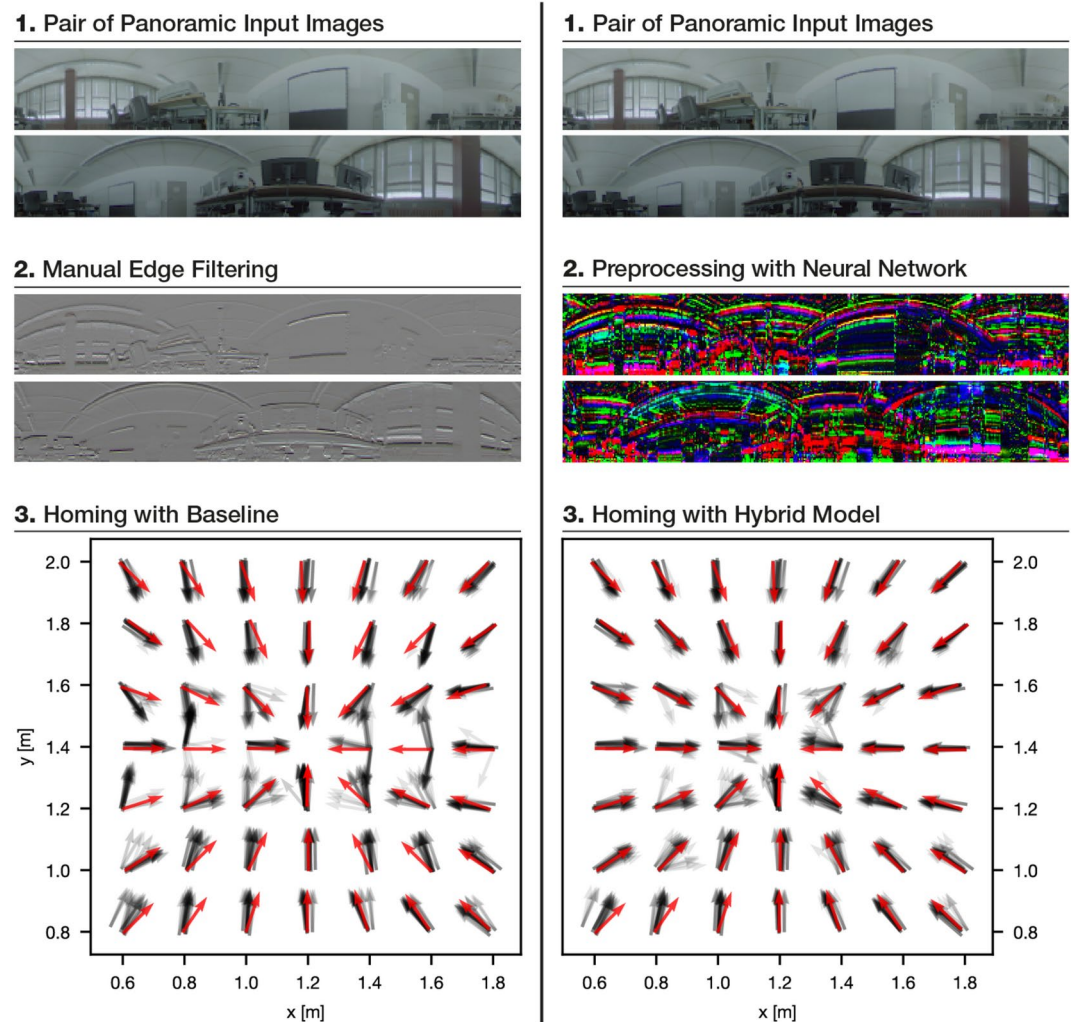 1. Pair of Panoramic Input Images
2. Manual Edge Filtering
3. Homing with Baseline
2.0
1.8
1.6
1.4
1.2
1.0
0.8
y [m]
0.6 0.8 1.0 1.2 1.4 1.6 1.8
x [m]
1. Pair of Panoramic Input Images
2. Preprocessing with Neural Network
3. Homing with Hybrid Model
2.0
1.8
1.6
1.4
1.2
1.0
0.8
0.6 0.8 1.0 1.2 1.4 1.6 1.8
x [m]